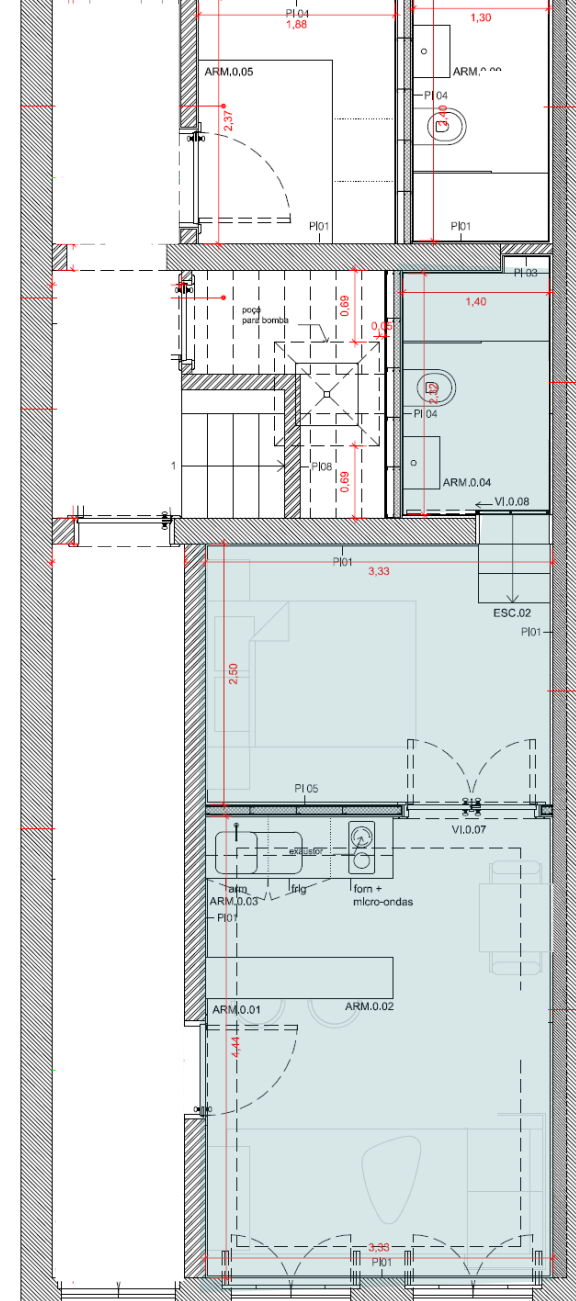 PI 04
1,88
1,30
ARM.0,05
PI 04
2,37
PI01
PI01
PI 03
poço
para bomba
0,69
0,05
1,40
PI 04
1
PI08
0,69
ARM.0,04
VI.0.08
PI01
3,33
ESC.02
PI01
2,50
PI 05
VI.0.07
exaustor
arm
frig
forn +
micro-ondas
ARM.0.03
PI01
ARM.0.01
ARM.0.02
4,44
3,33
PI01